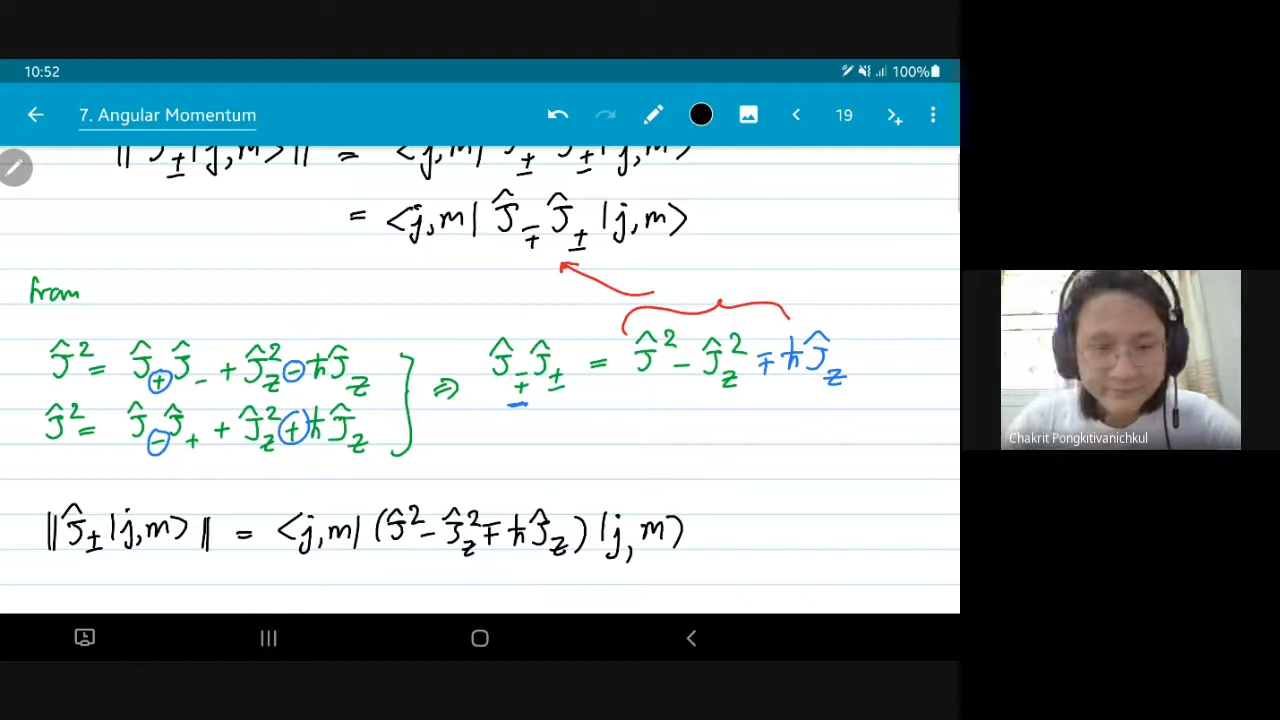 10:52 100%
7. Angular Momentum 19
‖ Ĵ± |j,m⟩ ‖ = ⟨j,m| Ĵ± Ĵ± |j,m⟩
= ⟨j,m| Ĵ∓ Ĵ± |j,m⟩
from
Ĵ² = Ĵ₊Ĵ₋ + Ĵz² − ħĴz
Ĵ² = Ĵ₋Ĵ₊ + Ĵz² + ħĴz
⇒ Ĵ∓Ĵ± = Ĵ² − Ĵz² ∓ ħĴz
‖Ĵ± |j,m⟩ ‖ = ⟨j,m| (Ĵ² − Ĵz² ∓ ħĴz) |j,m⟩
Chakrit Pongkitivanichkul